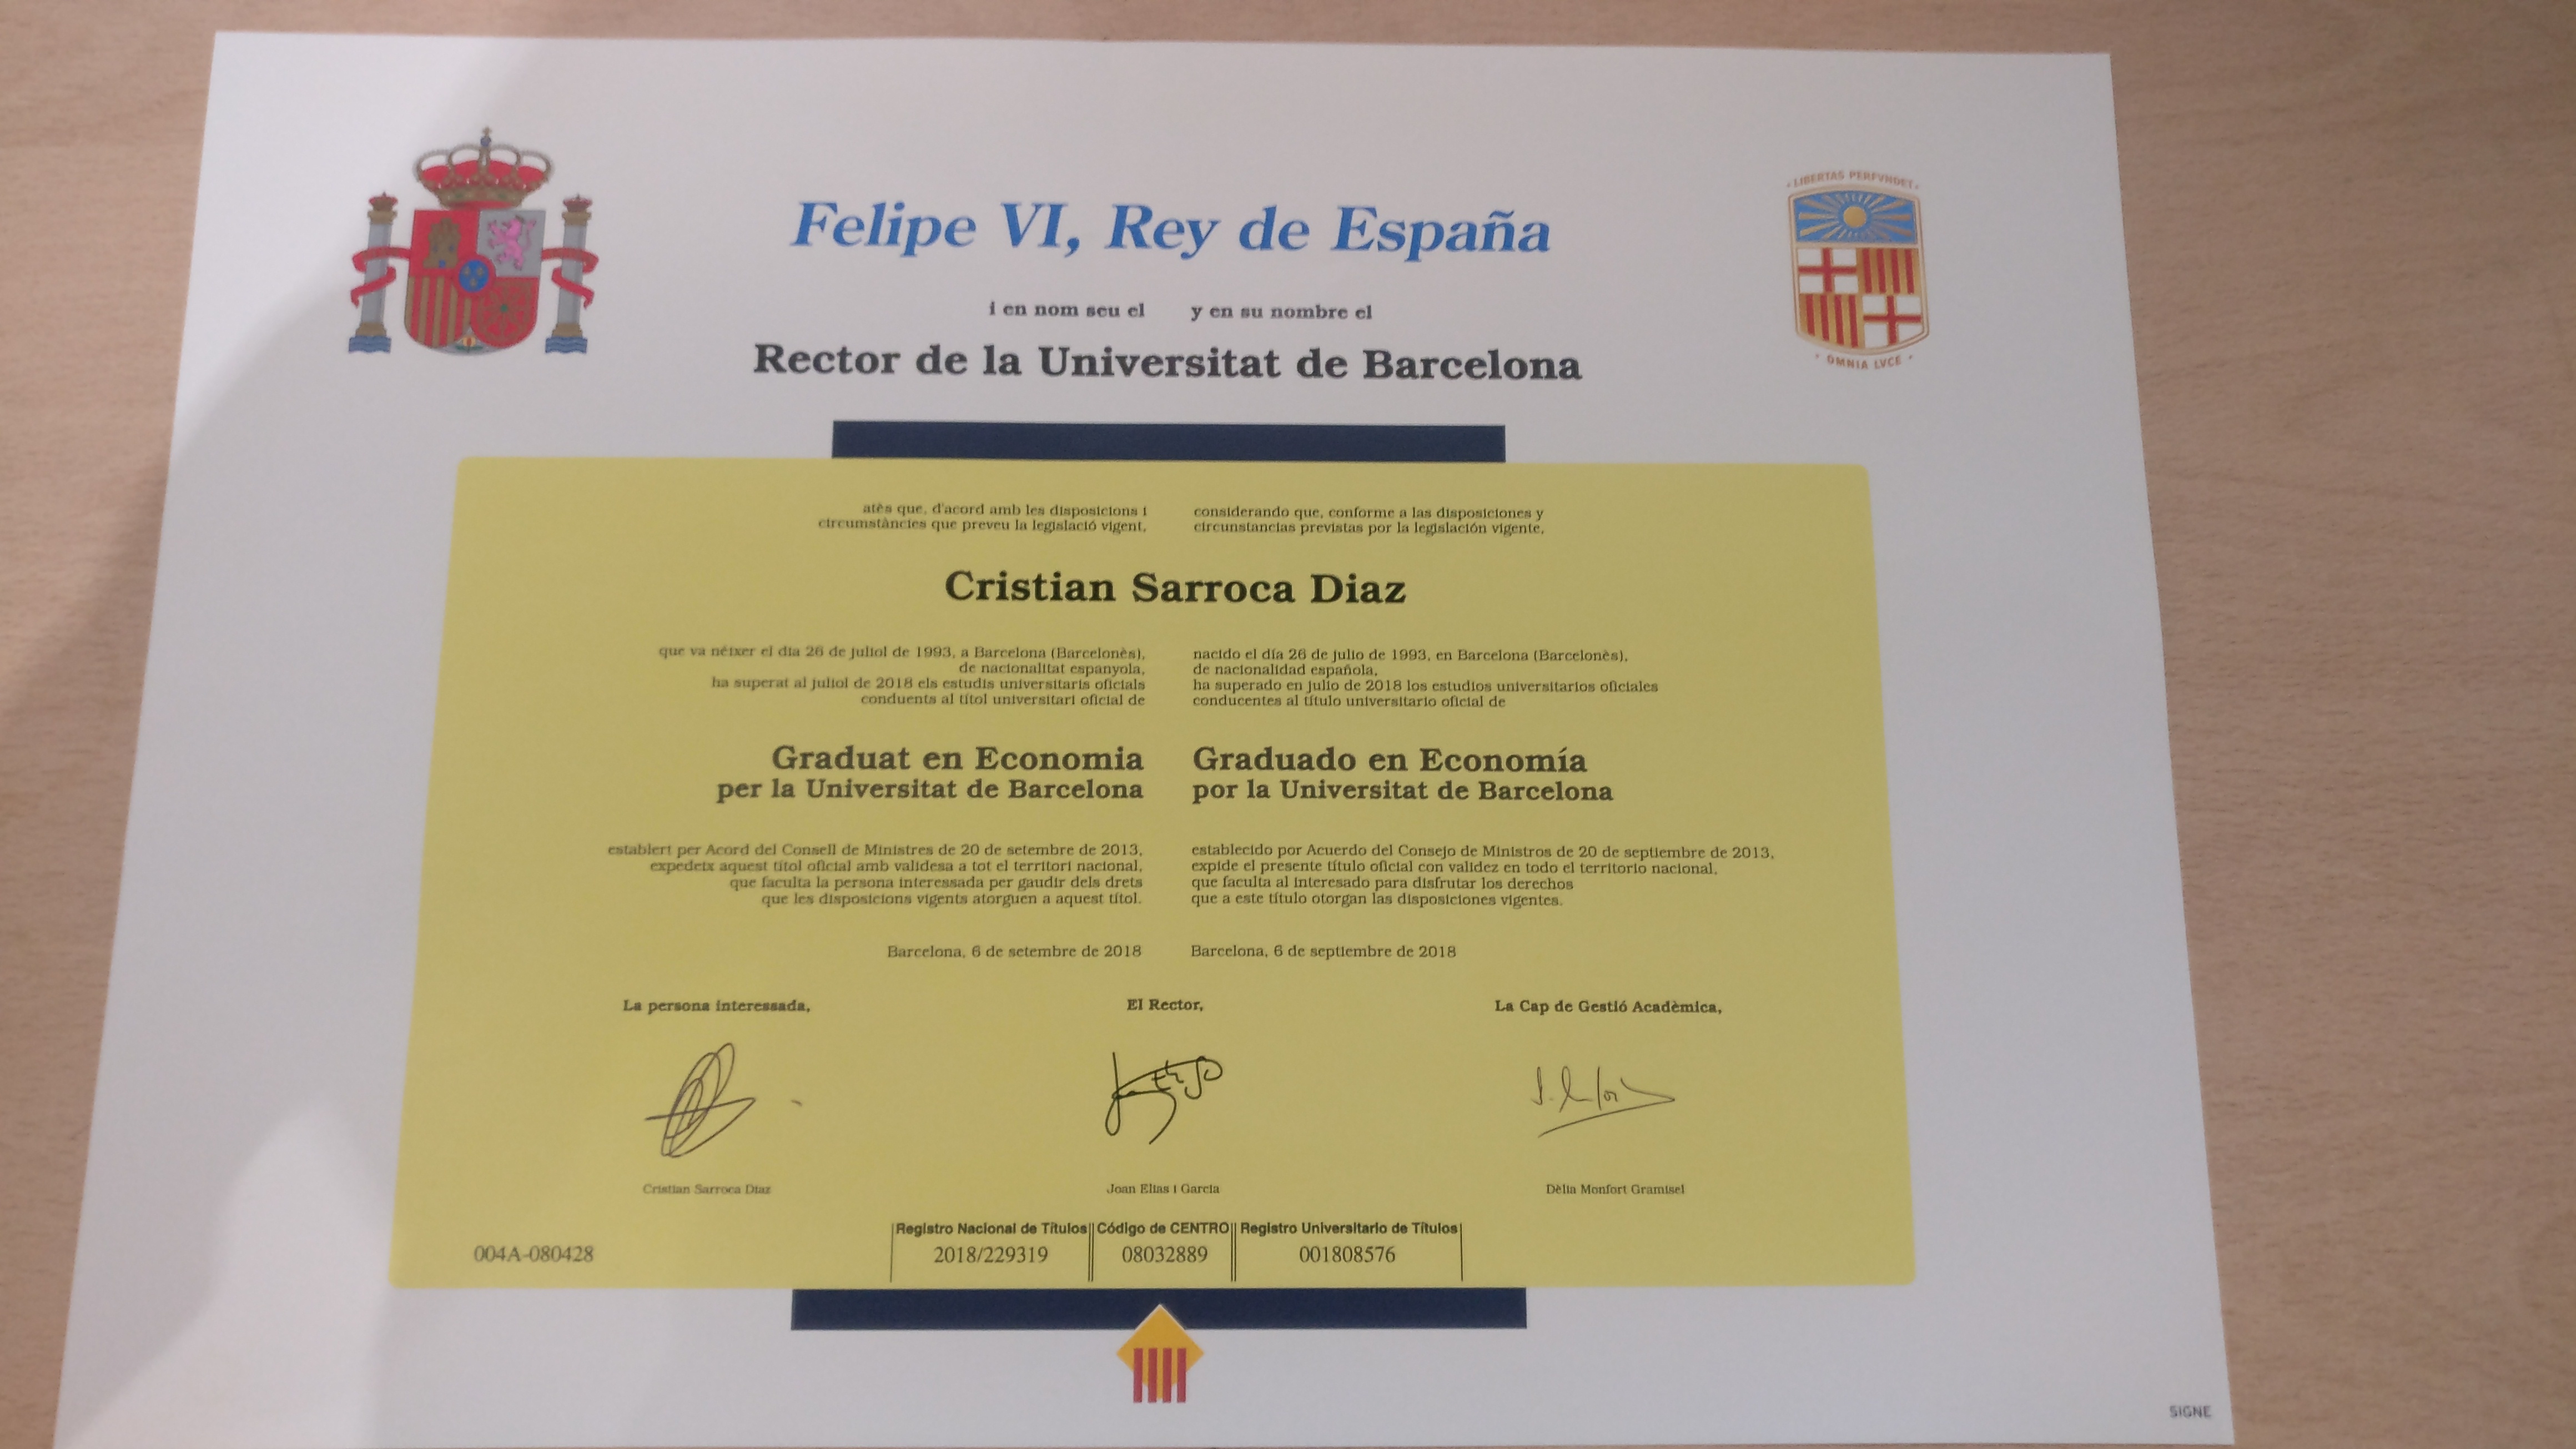 Felipe VI, Rey de España
LIBERTAS PERFVNDET
OMNIA LVCE
i en nom seu el
y en su nombre el
Rector de la Universitat de Barcelona
atès que, d'acord amb les disposicions i
circumstàncies que preveu la legislació vigent,
considerando que, conforme a las disposiciones y
circunstancias previstas por la legislación vigente,
Cristian Sarroca Diaz
que va néixer el dia 26 de juliol de 1993, a Barcelona (Barcelonès),
de nacionalitat espanyola,
ha superat al juliol de 2018 els estudis universitaris oficials
conduents al títol universitari oficial de
nacido el día 26 de julio de 1993, en Barcelona (Barcelonès),
de nacionalidad española,
ha superado en julio de 2018 los estudios universitarios oficiales
conducentes al título universitario oficial de
Graduat en Economia
per la Universitat de Barcelona
Graduado en Economía
por la Universitat de Barcelona
establert per Acord del Consell de Ministres de 20 de setembre de 2013,
expedeix aquest títol oficial amb validesa a tot el territori nacional,
que faculta la persona interessada per gaudir dels drets
que les disposicions vigents atorguen a aquest títol.
establecido por Acuerdo del Consejo de Ministros de 20 de septiembre de 2013,
expide el presente título oficial con validez en todo el territorio nacional,
que faculta al interesado para disfrutar los derechos
que a este título otorgan las disposiciones vigentes.
Barcelona, 6 de setembre de 2018
Barcelona, 6 de septiembre de 2018
La persona interessada,
El Rector,
La Cap de Gestió Acadèmica,
Cristian Sarroca Diaz
Joan Elias i Garcia
Dèlia Monfort Gramisel
004A-080428
Registro Nacional de Títulos
2018/229319
Código de CENTRO
08032889
Registro Universitario de Títulos
001808576
SIGNE